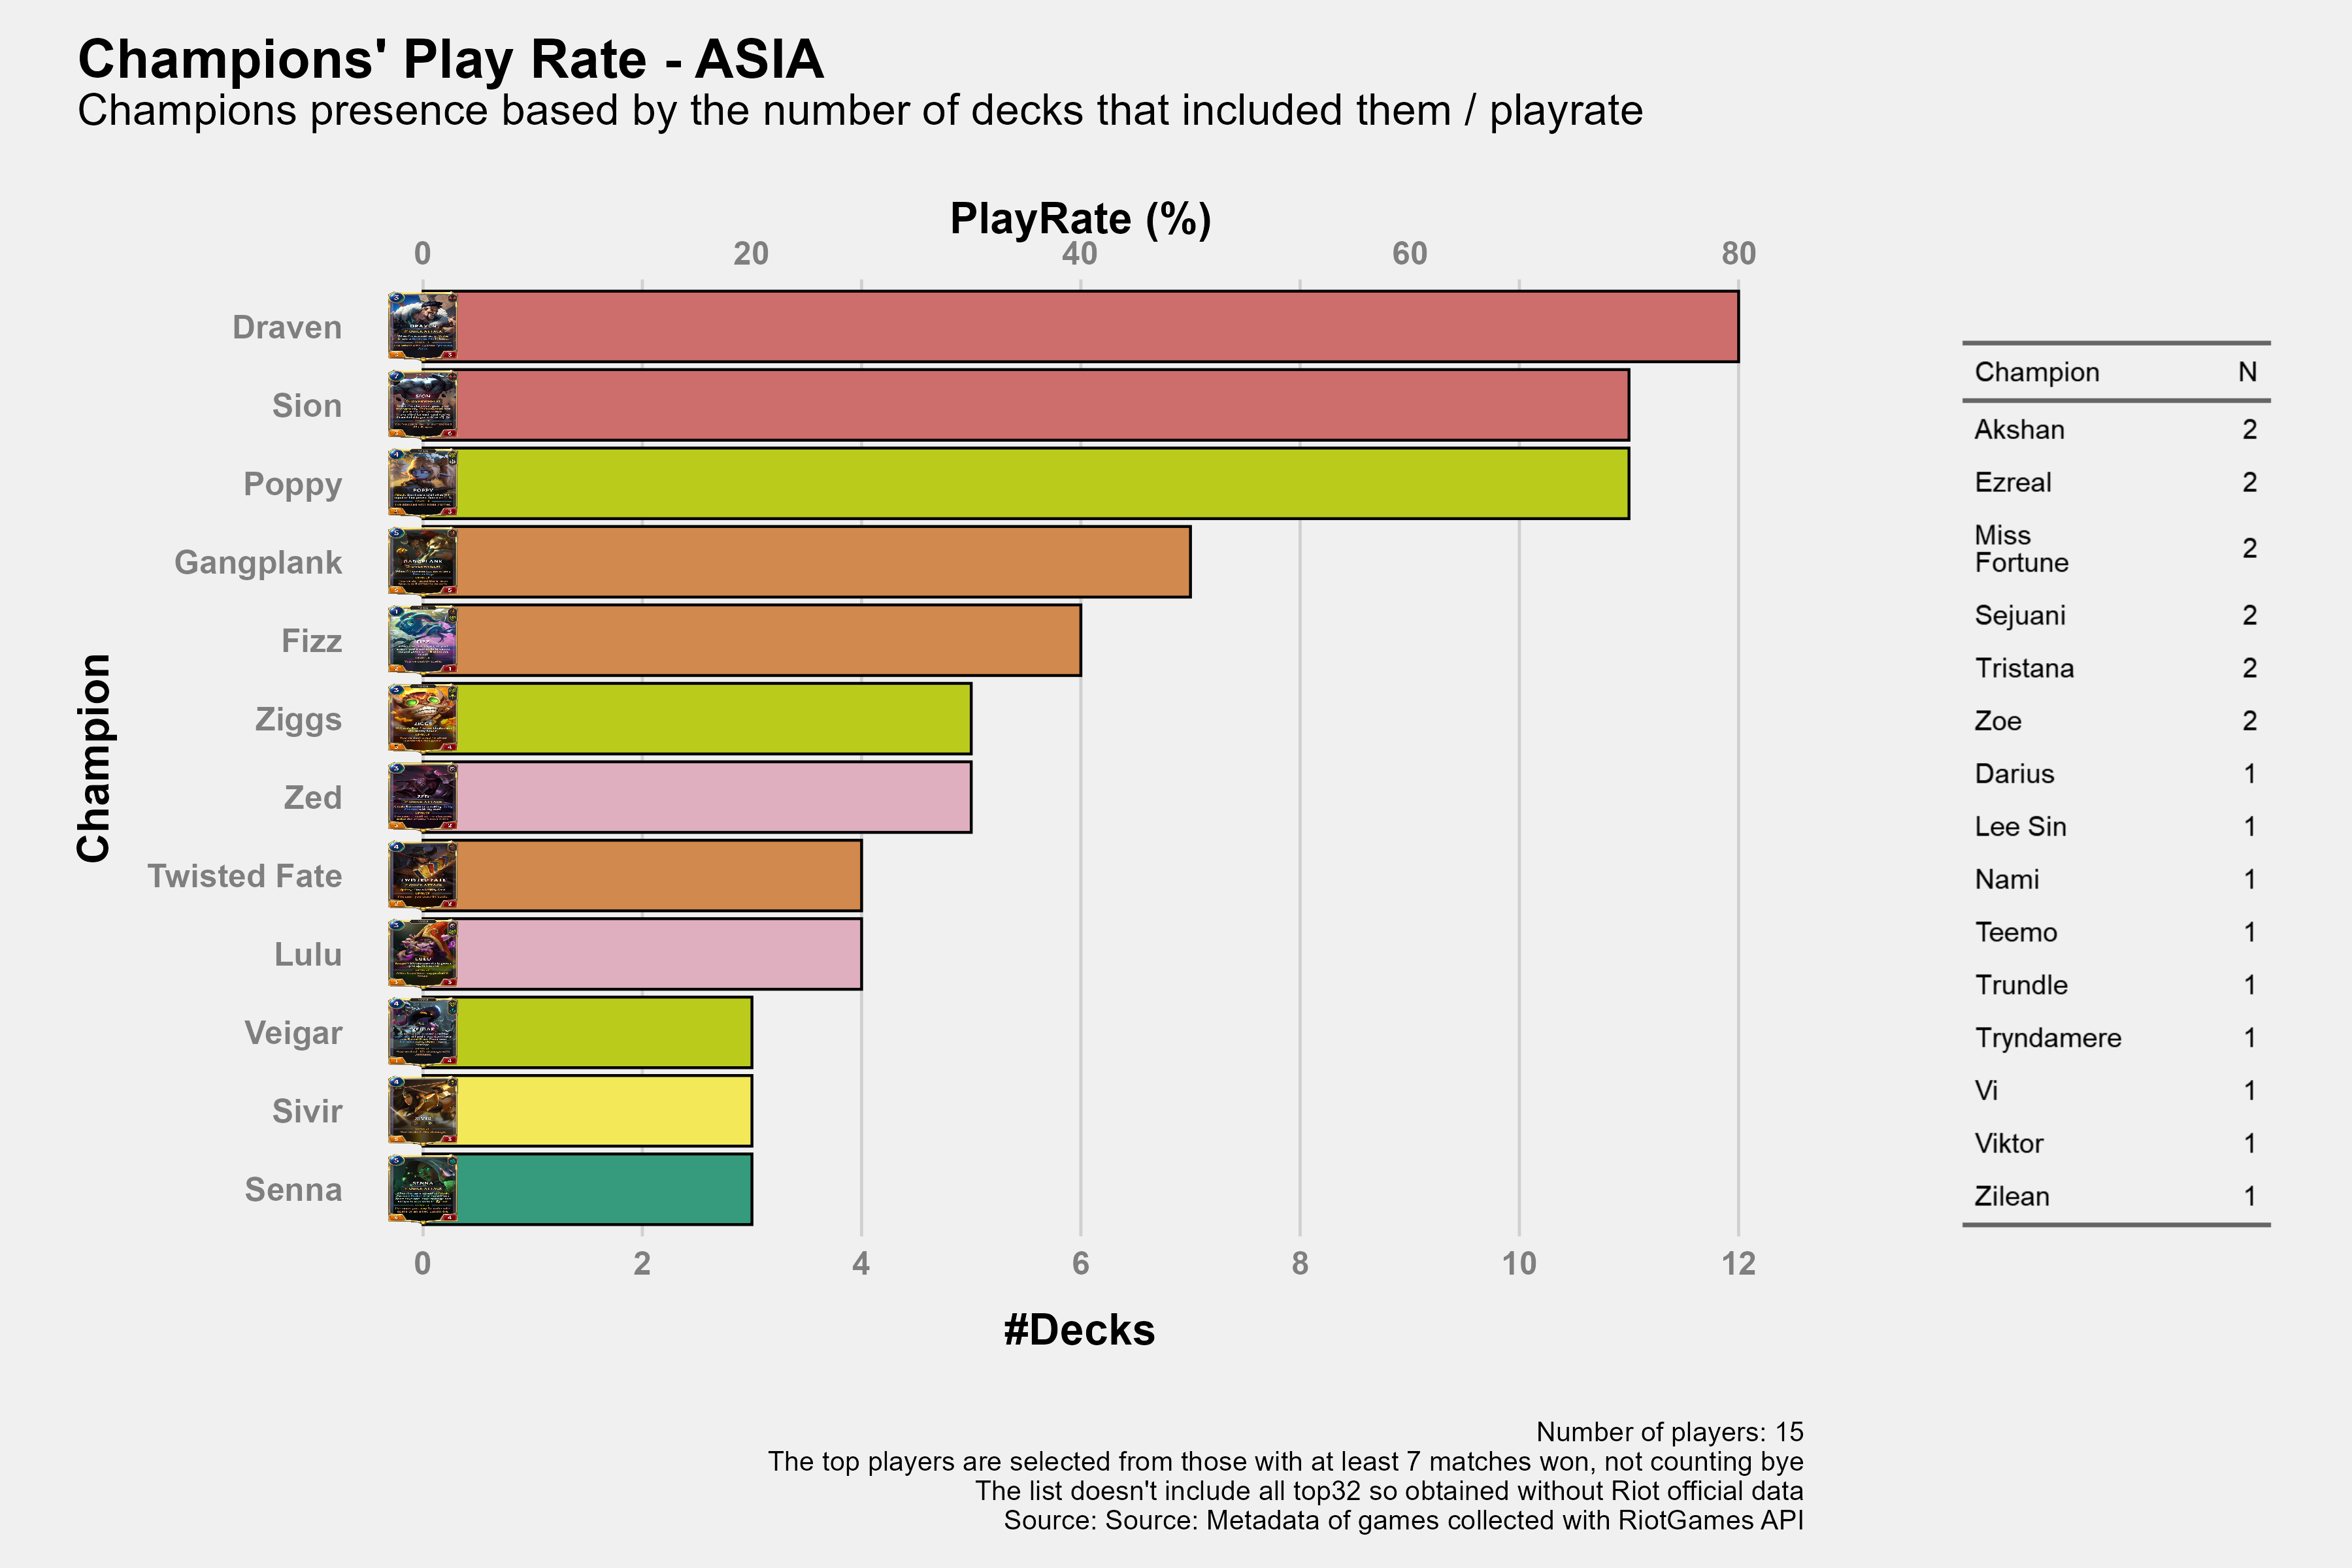 Champions' Play Rate - ASIA
Champions presence based by the number of decks that included them / playrate
PlayRate (%)
0 20 40 60 80
Champion
Draven
Sion
Poppy
Gangplank
Fizz
Ziggs
Zed
Twisted Fate
Lulu
Veigar
Sivir
Senna
0 2 4 6 8 10 12
#Decks
Champion N
Akshan 2
Ezreal 2
Miss
Fortune 2
Sejuani 2
Tristana 2
Zoe 2
Darius 1
Lee Sin 1
Nami 1
Teemo 1
Trundle 1
Tryndamere 1
Vi 1
Viktor 1
Zilean 1
Number of players: 15
The top players are selected from those with at least 7 matches won, not counting bye
The list doesn't include all top32 so obtained without Riot official data
Source: Source: Metadata of games collected with RiotGames API